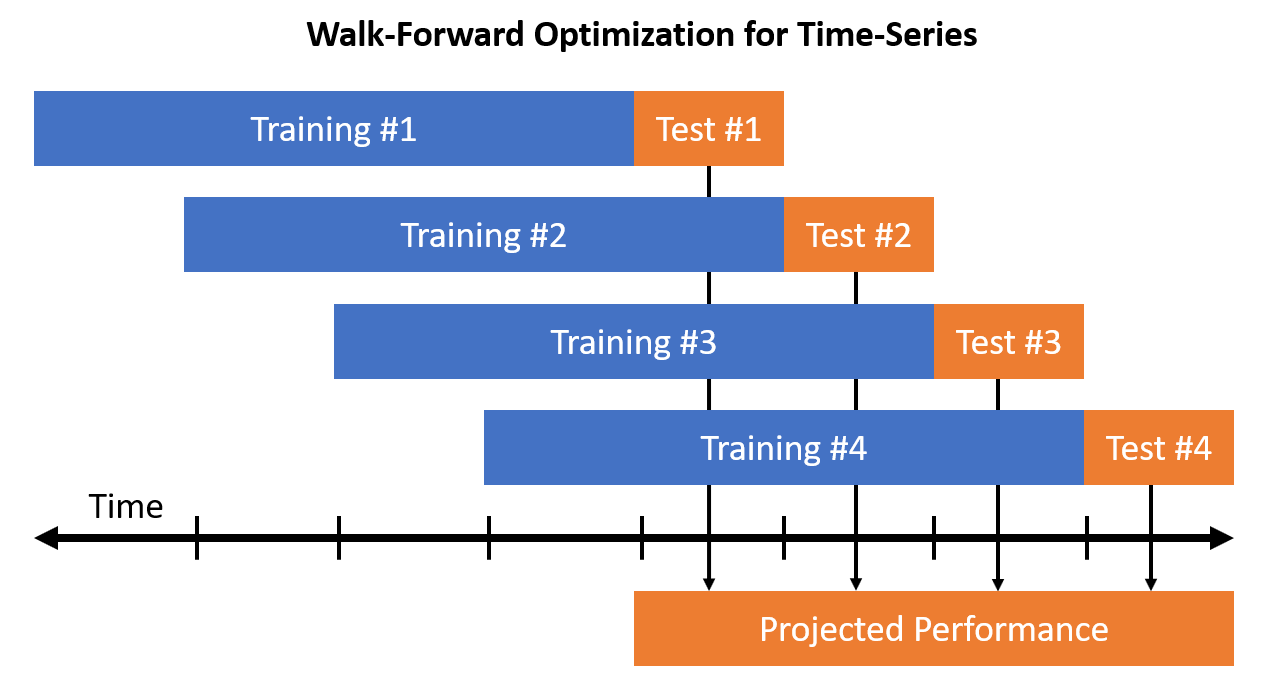 Walk-Forward Optimization for Time-Series
Training #1
Test #1
Training #2
Test #2
Training #3
Test #3
Training #4
Test #4
Time
Projected Performance